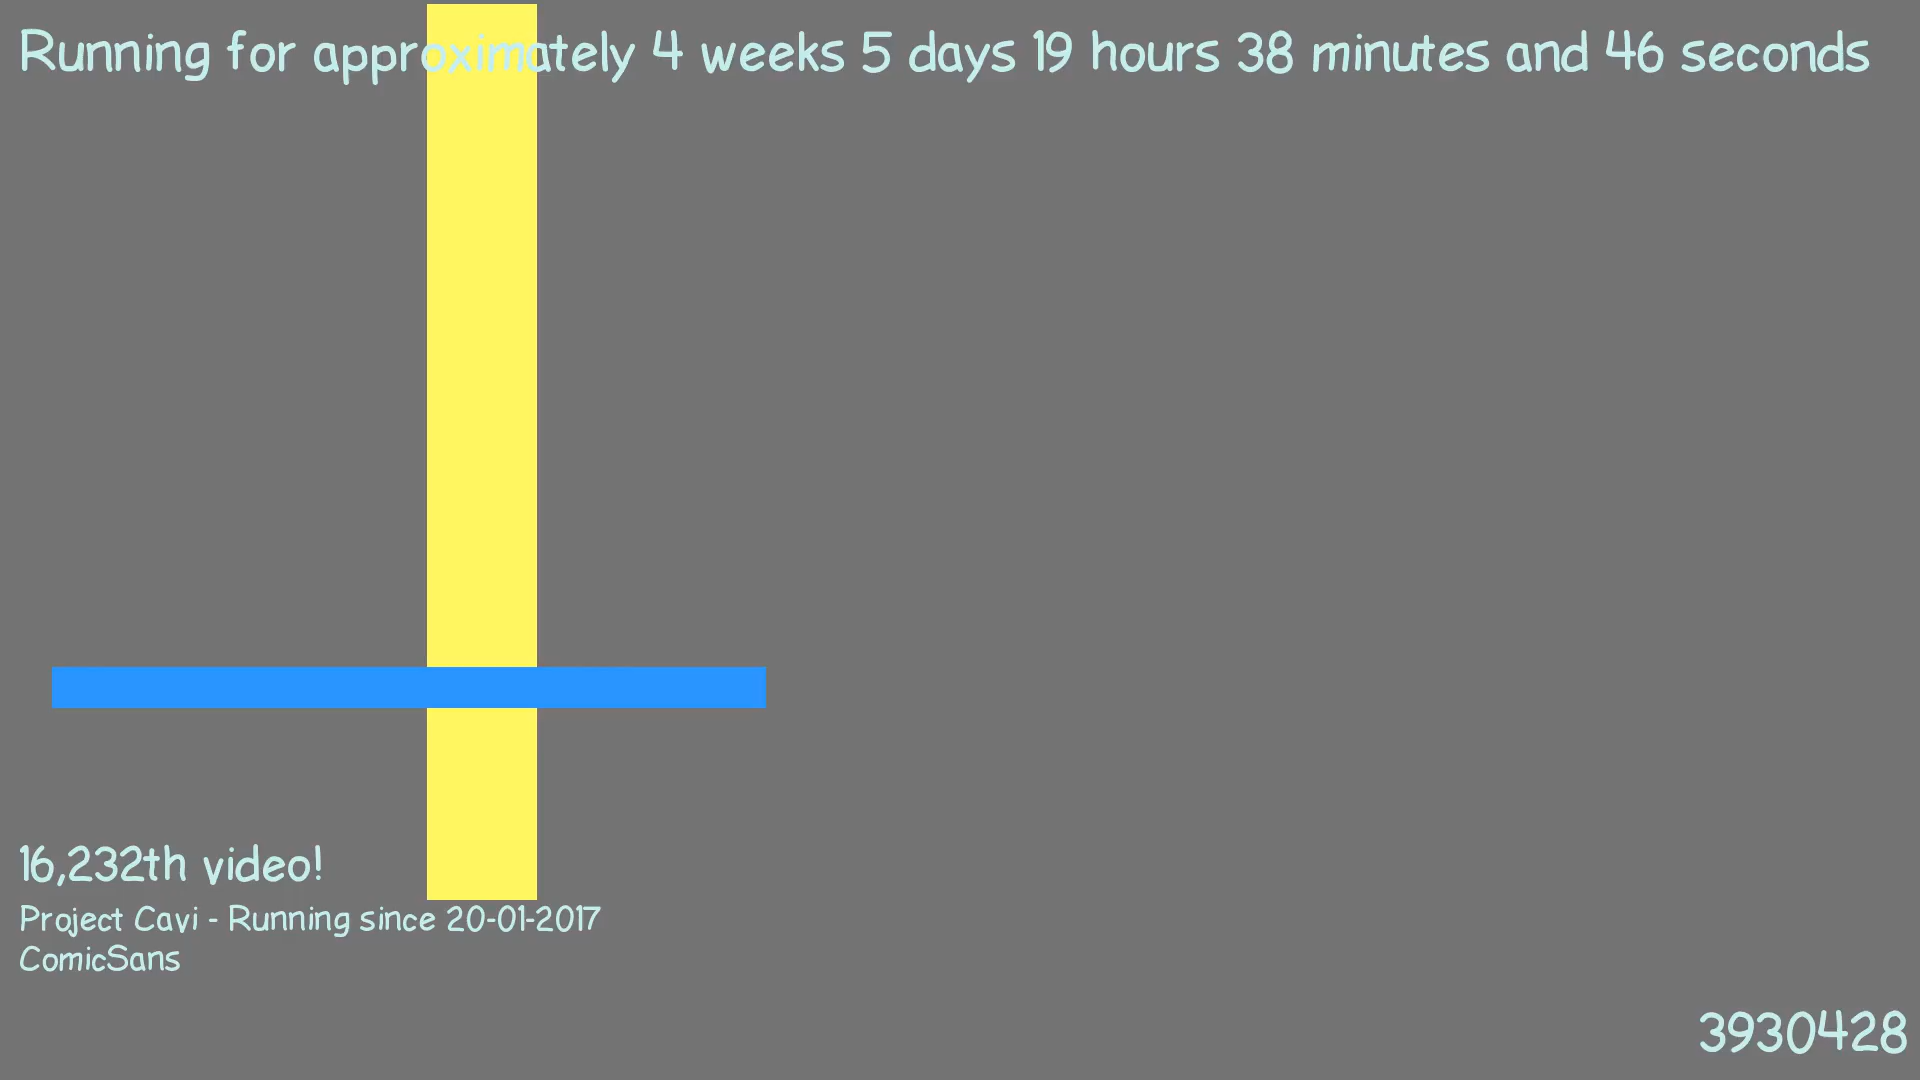 Running for approximately 4 weeks 5 days 19 hours 38 minutes and 46 seconds
16,232th video!
Project Cavi - Running since 20-01-2017
ComicSans
3930428